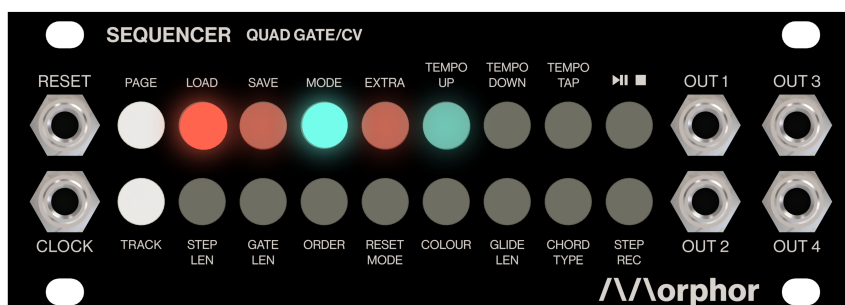 SEQUENCER QUAD GATE/CV
RESET PAGE LOAD SAVE MODE EXTRA TEMPO UP TEMPO DOWN TEMPO TAP OUT 1 OUT 3
CLOCK TRACK STEP LEN GATE LEN ORDER RESET MODE COLOUR GLIDE LEN CHORD TYPE STEP REC OUT 2 OUT 4
/\/\orphor